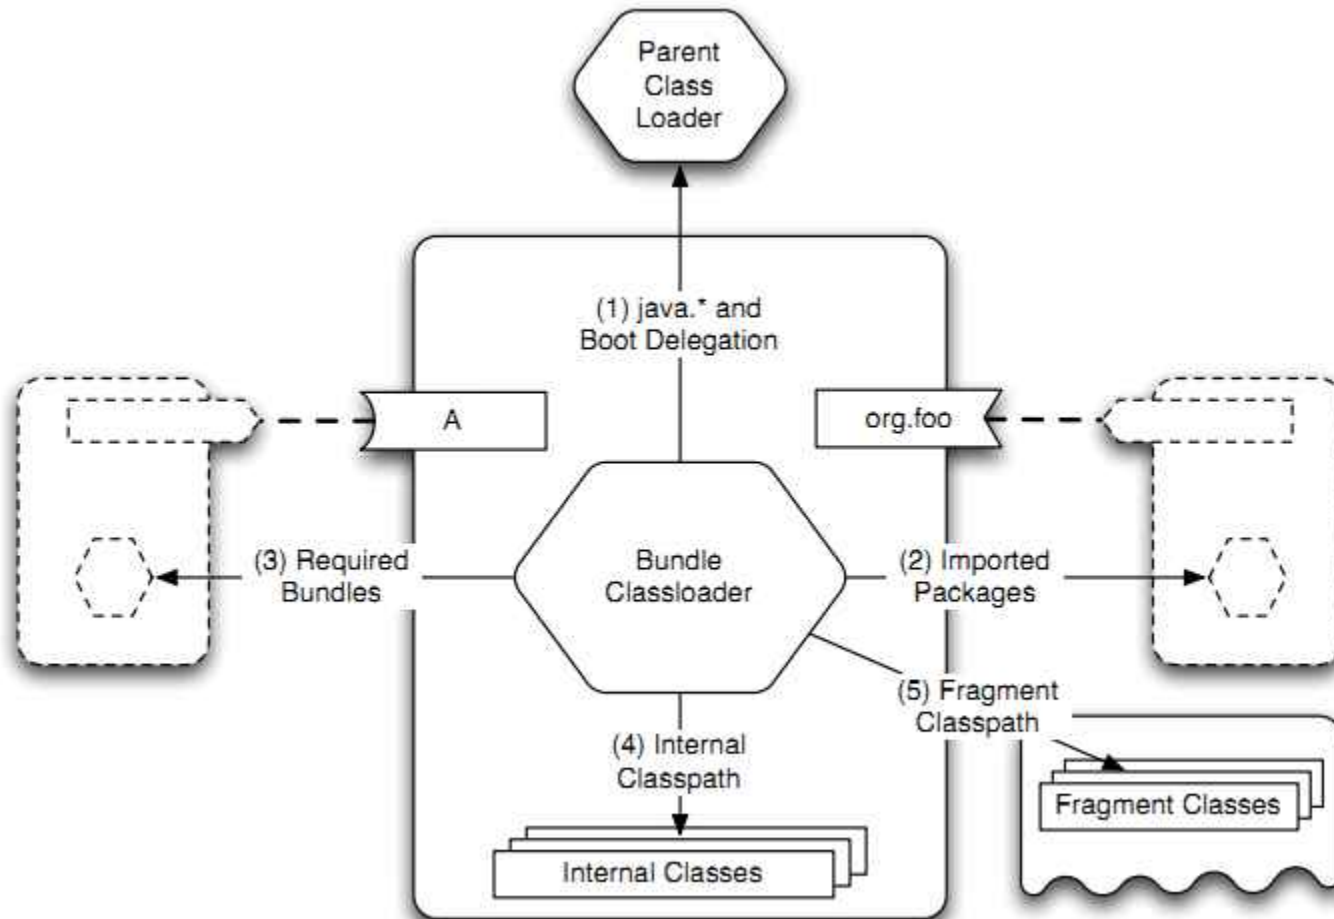 Parent
Class
Loader
(1) java.* and
Boot Delegation
A
org.foo
(3) Required
Bundles
Bundle
Classloader
(2) Imported
Packages
(5) Fragment
Classpath
(4) Internal
Classpath
Fragment Classes
Internal Classes